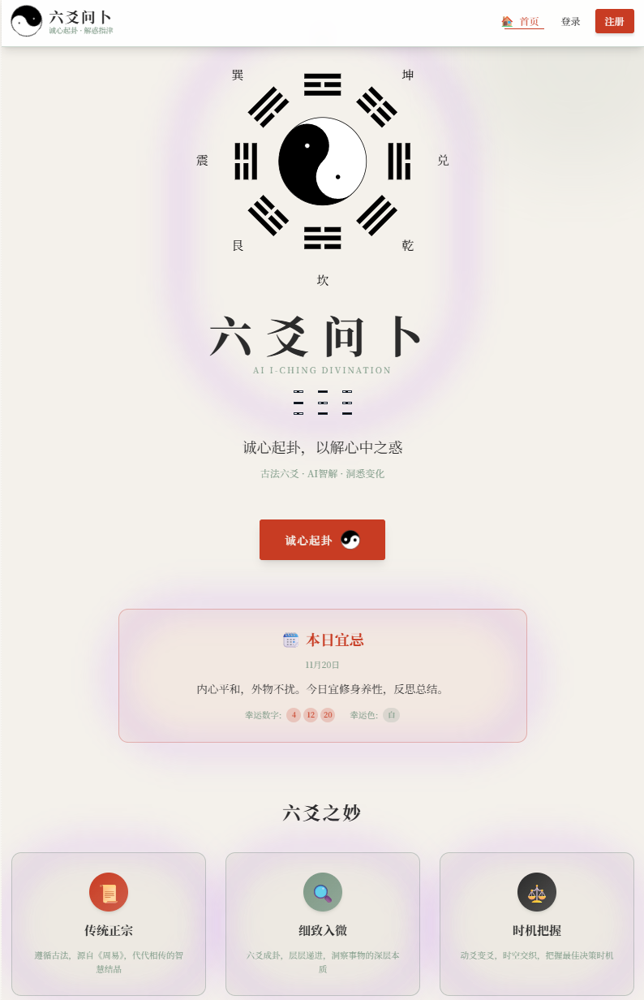 六爻问卜
诚心起卦 · 解惑指津
首页
登录
注册
巽
坤
震
兑
艮
乾
坎
六爻问卜
AI I-CHING DIVINATION
诚心起卦，以解心中之惑
古法六爻 · AI智解 · 洞悉变化
诚心起卦
本日宜忌
11月20日
内心平和，外物不扰。今日宜修身养性，反思总结。
幸运数字: 4 12 20 幸运色: 白
六爻之妙
传统正宗
遵循古法，源自《周易》，代代相传的智
慧结晶
细致入微
六爻成卦，层层递进，洞察事物的深层本
质
时机把握
动爻变爻，时空交织，把握最佳决策时机